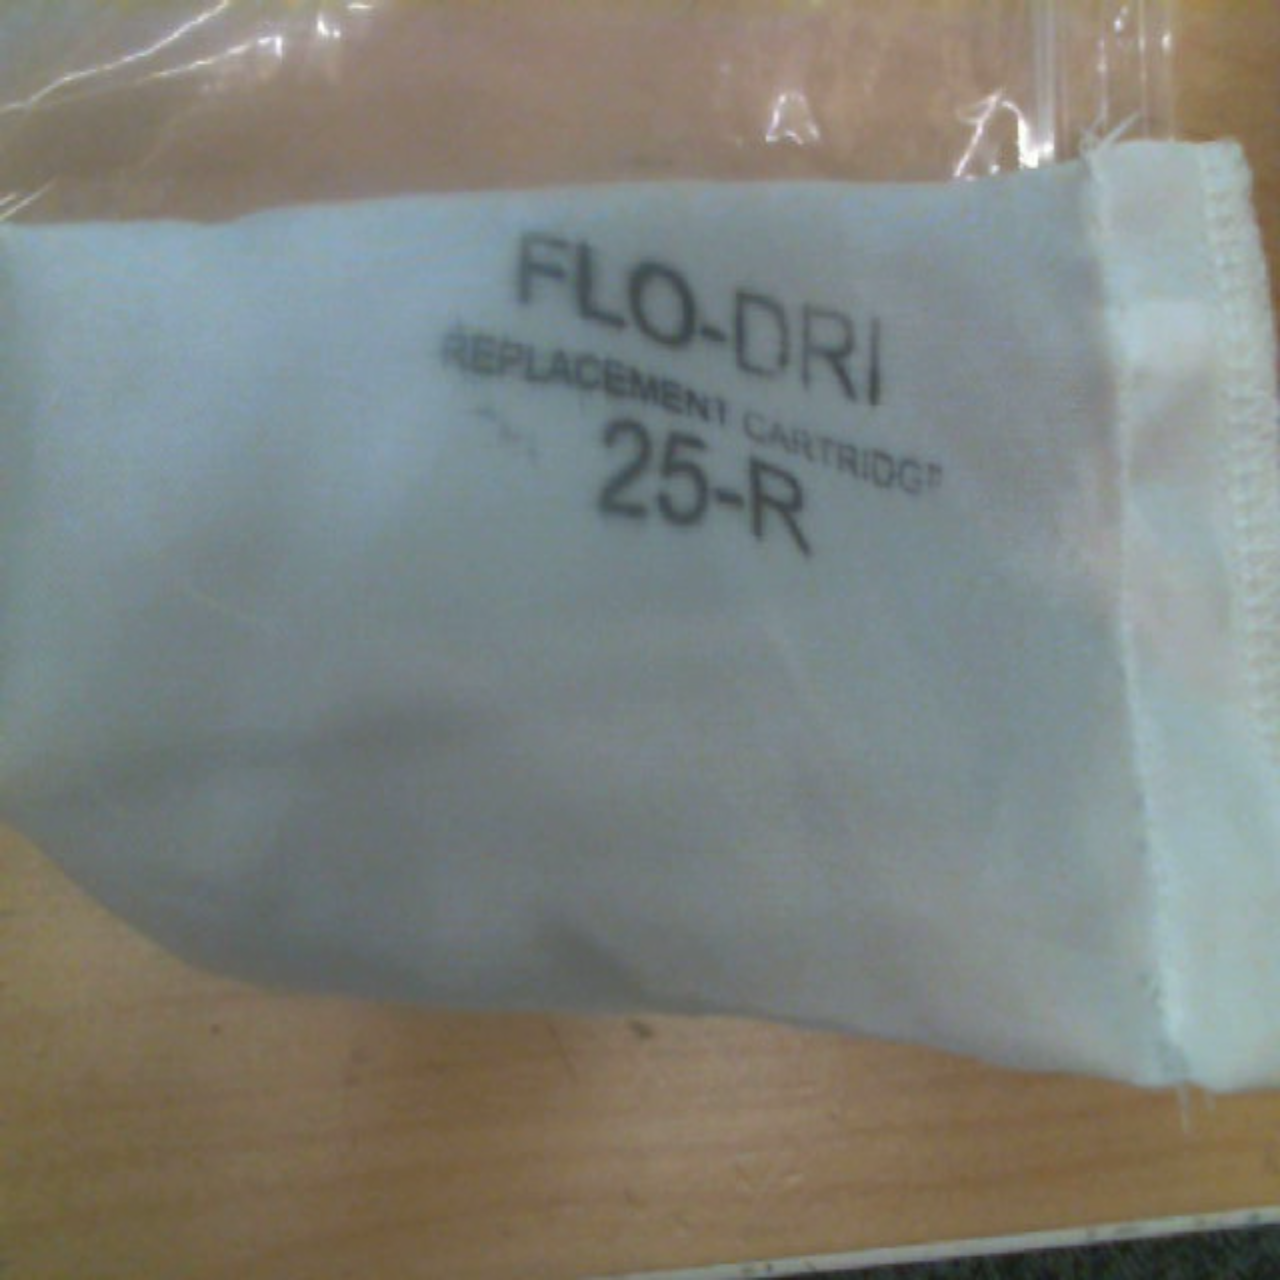 FLO-DRI
REPLACEMENT CARTRIDGE
25-R